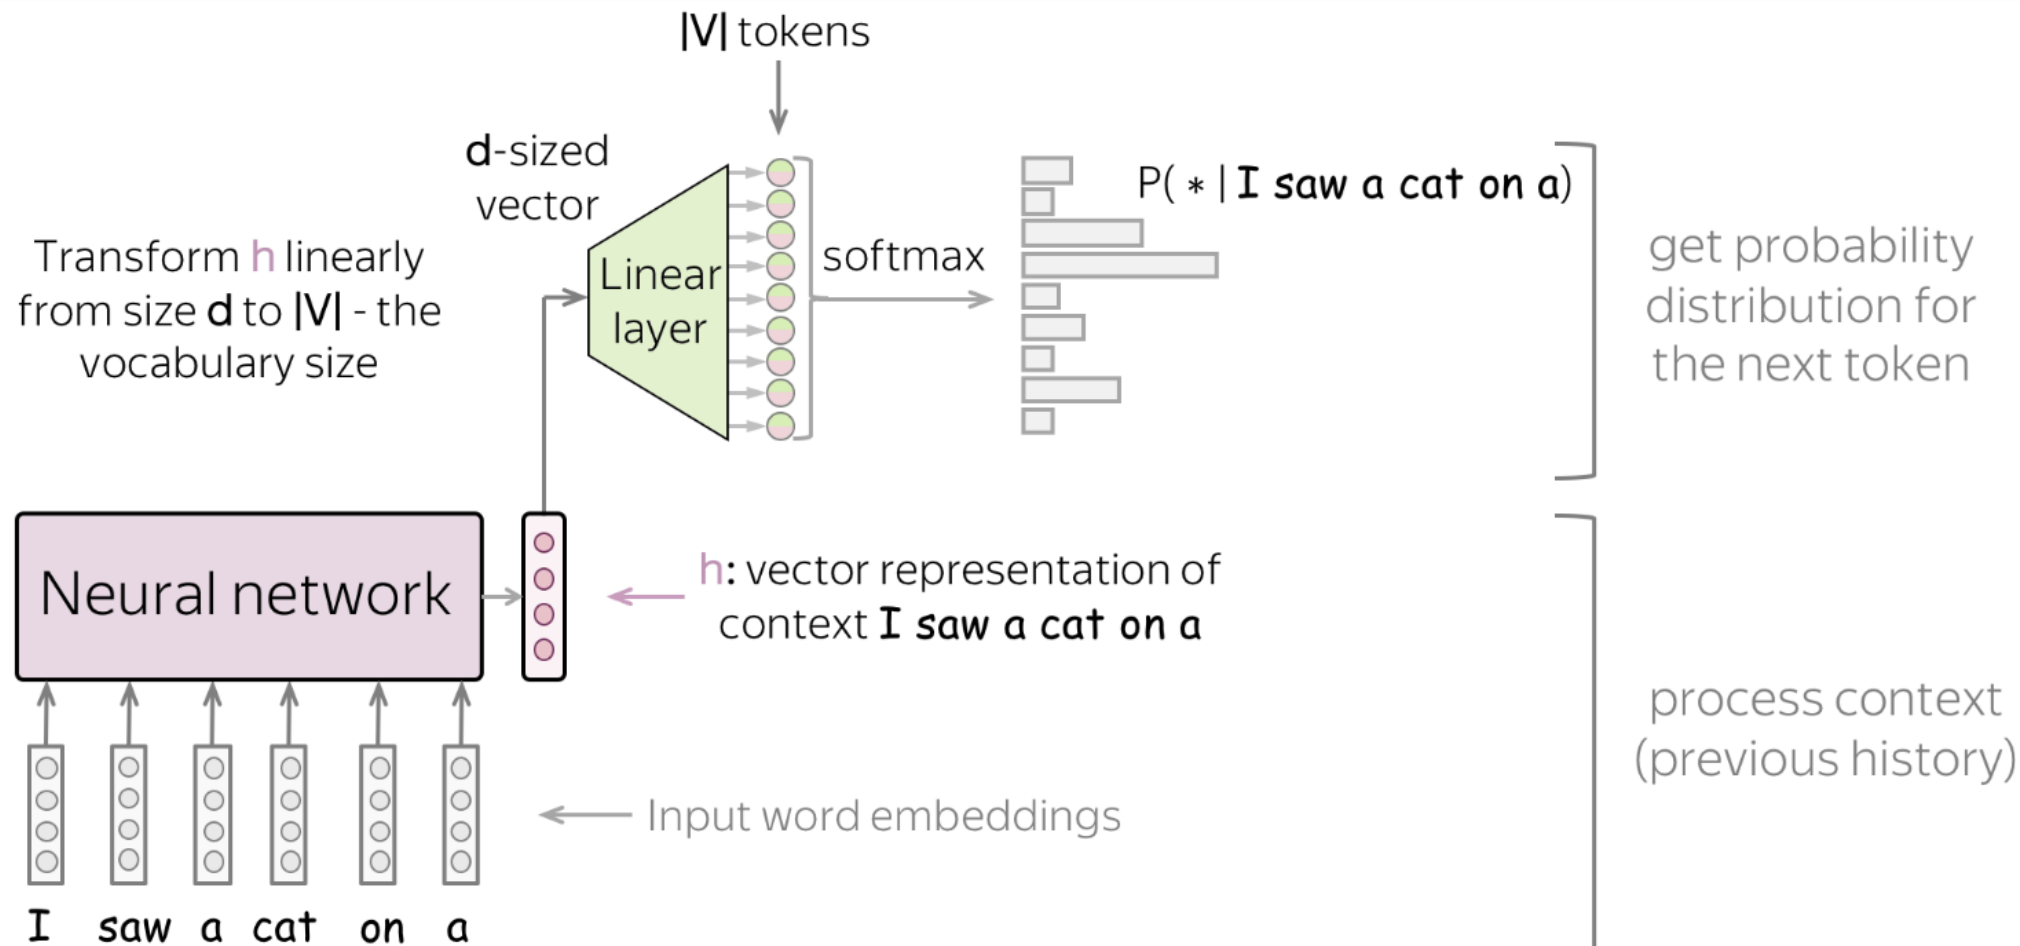 |V| tokens
d-sized
vector
Transform h linearly
from size d to |V| - the
vocabulary size
Linear
layer
softmax
P( * | I saw a cat on a)
get probability
distribution for
the next token
Neural network
h: vector representation of
context I saw a cat on a
process context
(previous history)
Input word embeddings
I saw a cat on a